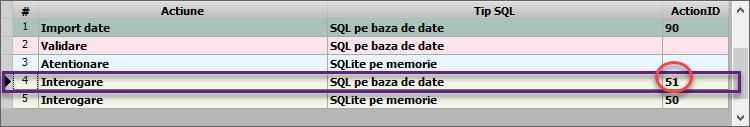 # Actiune Tip SQL ActionID
1 Import date SQL pe baza de date 90
2 Validare SQL pe baza de date
3 Atentionare SQLite pe memorie
4 Interogare SQL pe baza de date 51
5 Interogare SQLite pe memorie 50